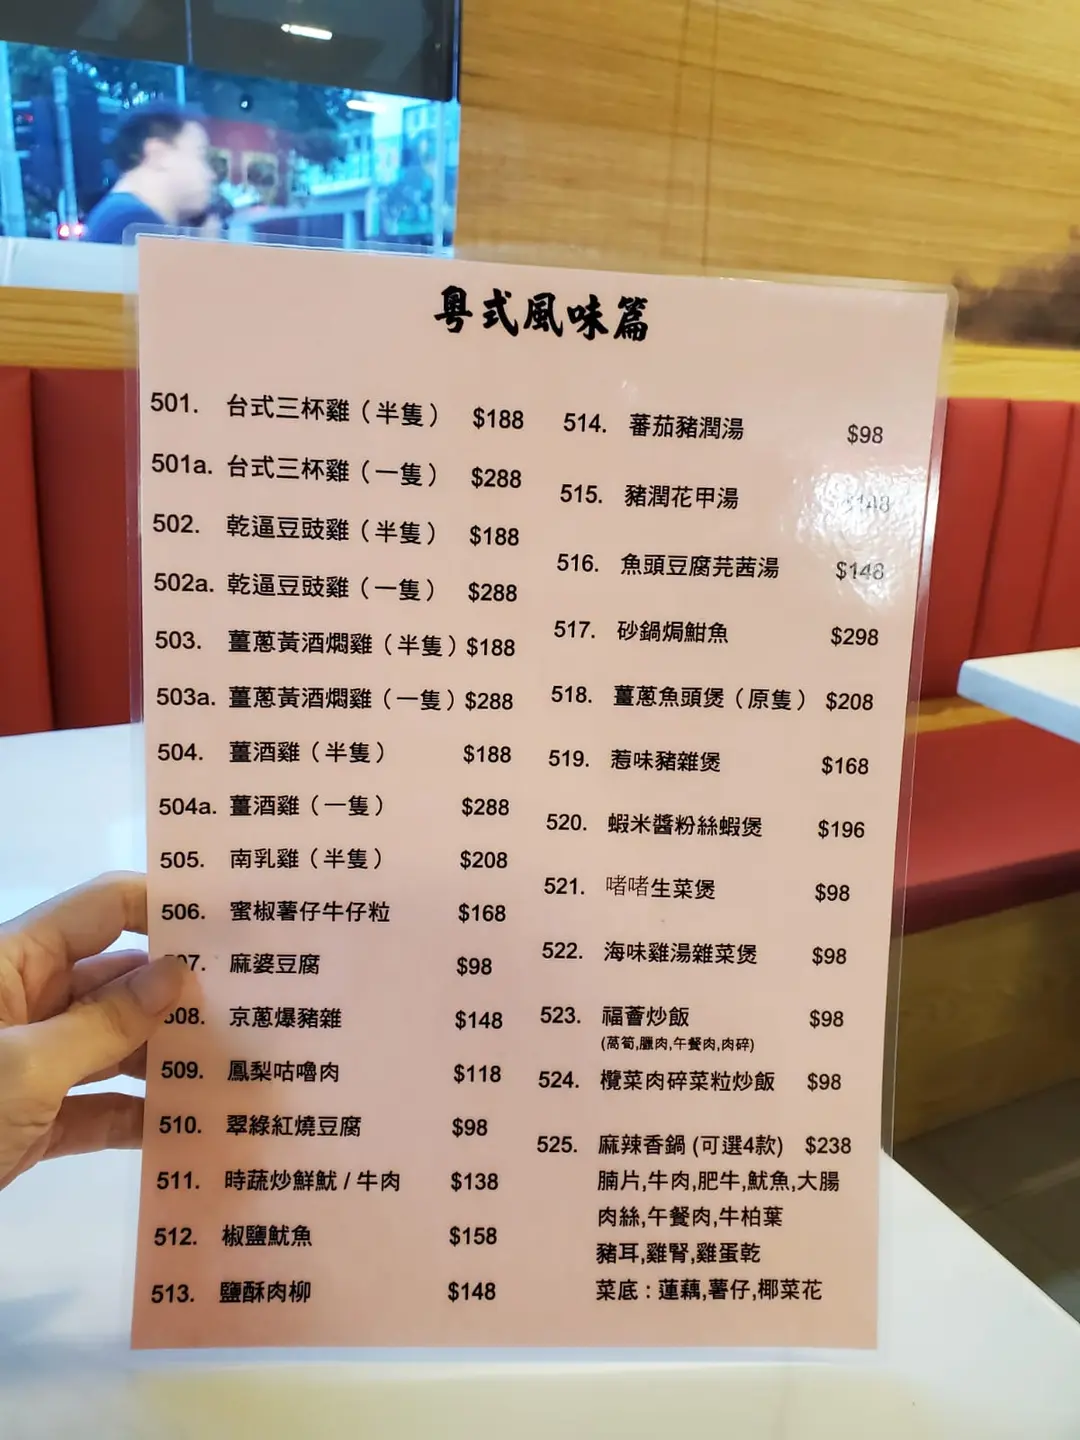 粵式風味篇
501. 台式三杯雞（半隻） $188
501a. 台式三杯雞（一隻） $288
502. 乾逼豆豉雞（半隻） $188
502a. 乾逼豆豉雞（一隻） $288
503. 薑蔥黃酒燜雞（半隻） $188
503a. 薑蔥黃酒燜雞（一隻） $288
504. 薑酒雞（半隻） $188
504a. 薑酒雞（一隻） $288
505. 南乳雞（半隻） $208
506. 蜜椒薯仔牛仔粒 $168
507. 麻婆豆腐 $98
508. 京蔥爆豬雜 $148
509. 鳳梨咕嚕肉 $118
510. 翠綠紅燒豆腐 $98
511. 時蔬炒鮮魷 / 牛肉 $138
512. 椒鹽魷魚 $158
513. 鹽酥肉柳 $148
514. 蕃茄豬潤湯 $98
515. 豬潤花甲湯 $148
516. 魚頭豆腐芫茜湯 $148
517. 砂鍋焗鮒魚 $298
518. 薑蔥魚頭煲（原隻） $208
519. 惹味豬雜煲 $168
520. 蝦米醬粉絲蝦煲 $196
521. 啫啫生菜煲 $98
522. 海味雞湯雜菜煲 $98
523. 福薈炒飯 $98
(萵筍,臘肉,午餐肉,肉碎)
524. 欖菜肉碎菜粒炒飯 $98
525. 麻辣香鍋 (可選4款) $238
腩片,牛肉,肥牛,魷魚,大腸
肉絲,午餐肉,牛柏葉
豬耳,雞腎,雞蛋乾
菜底 : 蓮藕,薯仔,椰菜花